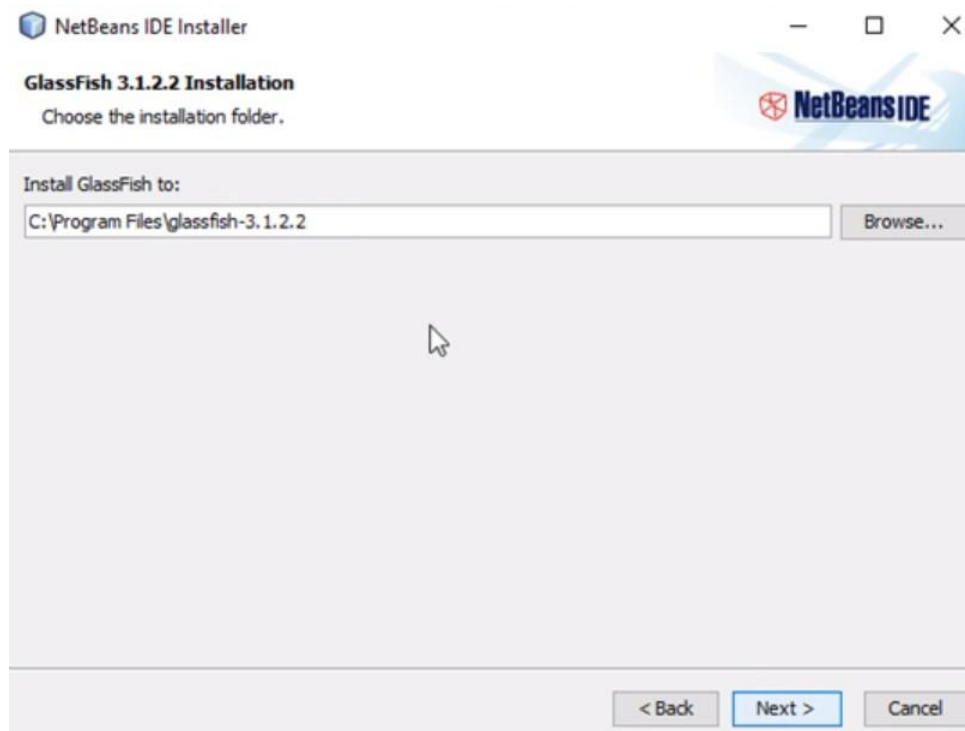 NetBeans IDE Installer
GlassFish 3.1.2.2 Installation
Choose the installation folder.
NetBeans IDE
Install GlassFish to:
C:\Program Files\glassfish-3.1.2.2
Browse...
< Back
Next >
Cancel